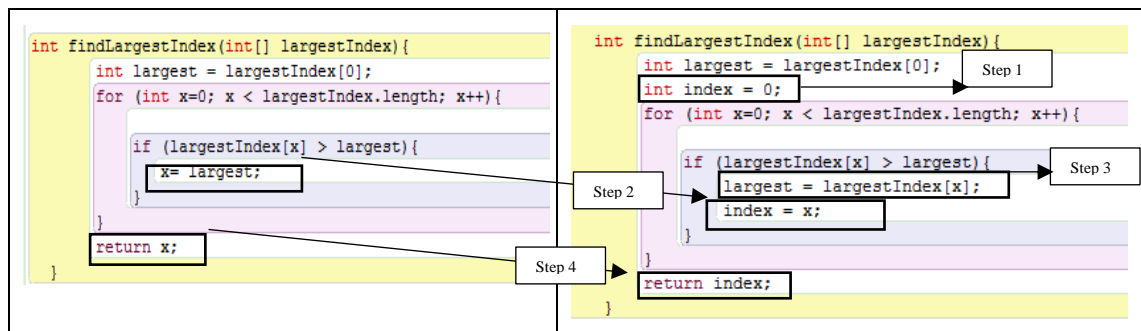 int findLargestIndex(int[] largestIndex){
int largest = largestIndex[0];
for (int x=0; x < largestIndex.length; x++){
if (largestIndex[x] > largest){
x= largest;
}
}
return x;
}
Step 2
Step 4
int findLargestIndex(int[] largestIndex){
int largest = largestIndex[0];
Step 1
int index = 0;
for (int x=0; x < largestIndex.length; x++){
if (largestIndex[x] > largest){
Step 3
largest = largestIndex[x];
index = x;
}
}
return index;
}